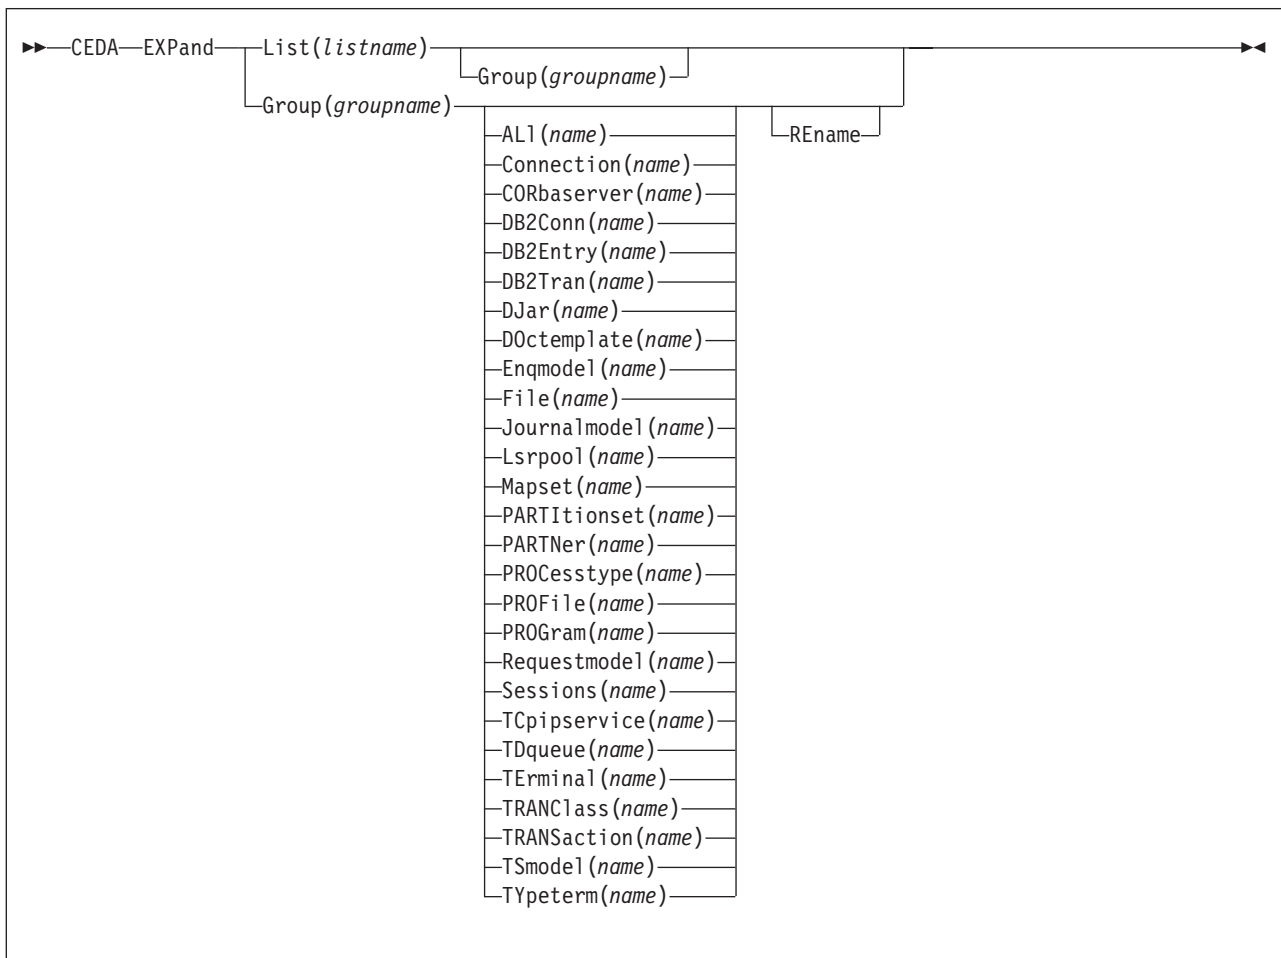 CEDA EXPand List(listname)
Group(groupname)
Group(groupname)
ALl(name) REname
Connection(name)
CORbaserver(name)
DB2Conn(name)
DB2Entry(name)
DB2Tran(name)
DJar(name)
DOctemplate(name)
Enqmodel(name)
File(name)
Journalmodel(name)
Lsrpool(name)
Mapset(name)
PARTItionset(name)
PARTNer(name)
PROCesstype(name)
PROFile(name)
PROGram(name)
Requestmodel(name)
Sessions(name)
TCpipservice(name)
TDqueue(name)
TErminal(name)
TRANClass(name)
TRANSaction(name)
TSmodel(name)
TYpeterm(name)